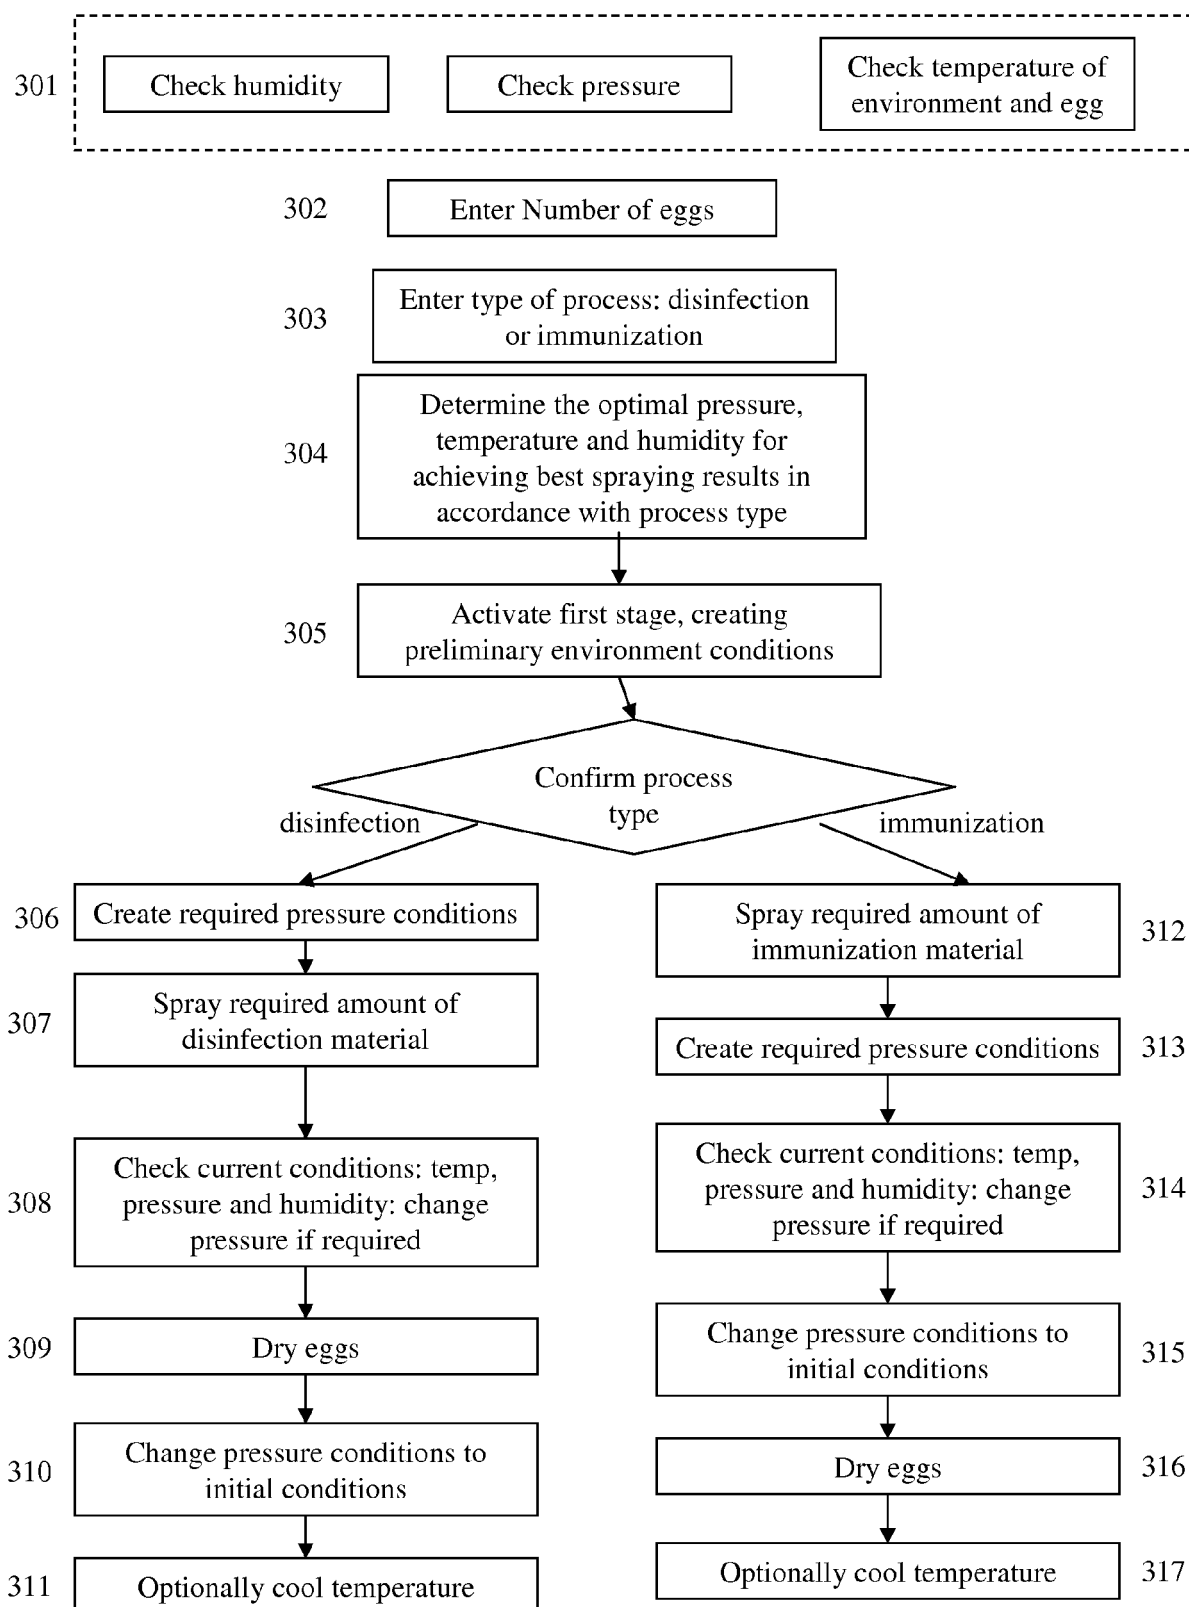 301
Check humidity
Check pressure
Check temperature of
environment and egg
302
Enter Number of eggs
303
Enter type of process: disinfection
or immunization
304
Determine the optimal pressure,
temperature and humidity for
achieving best spraying results in
accordance with process type
305
Activate first stage, creating
preliminary environment conditions
Confirm process
type
disinfection
immunization
306
Create required pressure conditions
307
Spray required amount of
disinfection material
308
Check current conditions: temp,
pressure and humidity: change
pressure if required
309
Dry eggs
310
Change pressure conditions to
initial conditions
311
Optionally cool temperature
Spray required amount of
immunization material
312
Create required pressure conditions
313
Check current conditions: temp,
pressure and humidity: change
pressure if required
314
Change pressure conditions to
initial conditions
315
Dry eggs
316
Optionally cool temperature
317